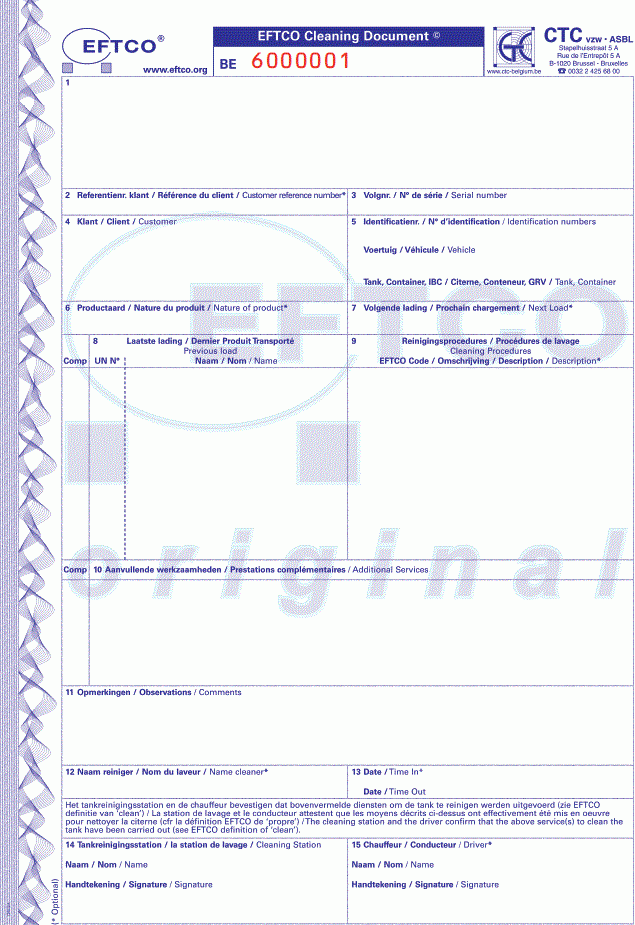 EFTCO®
www.eftco.org
EFTCO Cleaning Document ©
BE 6000001
www.ctc-belgium.be
CTC vzw • ASBL
Stapelhuisstraat 5 A
Rue de l'Entrepôt 5 A
B-1020 Brussel - Bruxelles
☎ 0032 2 425 68 00
1
2 Referentienr. klant / Référence du client / Customer reference number*
3 Volgnr. / N° de série / Serial number
4 Klant / Client / Customer
5 Identificatienr. / N° d'identification / Identification numbers
Voertuig / Véhicule / Vehicle
Tank, Container, IBC / Citerne, Conteneur, GRV / Tank, Container
6 Productaard / Nature du produit / Nature of product*
7 Volgende lading / Prochain chargement / Next Load*
EFTCO
Comp
8 Laatste lading / Dernier Produit Transporté
Previous load
UN N° Naam / Nom / Name
9 Reinigingsprocedures / Procédures de lavage
Cleaning Procedures
EFTCO Code / Omschrijving / Description / Description*
original
Comp 10 Aanvullende werkzaamheden / Prestations complémentaires / Additional Services
11 Opmerkingen / Observations / Comments
12 Naam reiniger / Nom du laveur / Name cleaner*
13 Date / Time In*
Date / Time Out
Het tankreinigingsstation en de chauffeur bevestigen dat bovenvermelde diensten om de tank te reinigen werden uitgevoerd (zie EFTCO
definitie van 'clean') / La station de lavage et le conducteur attestent que les moyens décrits ci-dessus ont effectivement été mis en oeuvre
pour nettoyer la citerne (cfr la définition EFTCO de 'propre') / The cleaning station and the driver confirm that the above service(s) to clean the
tank have been carried out (see EFTCO definition of 'clean').
14 Tankreinigingsstation / la station de lavage / Cleaning Station
Naam / Nom / Name
Handtekening / Signature / Signature
15 Chauffeur / Conducteur / Driver*
Naam / Nom / Name
Handtekening / Signature / Signature
(* Optional)